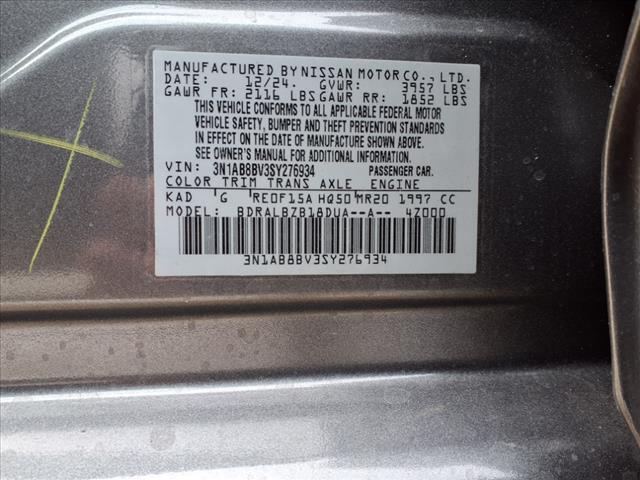 MANUFACTURED BY NISSAN MOTOR CO., LTD.
DATE: 12/24. GVWR: 3957 LBS
GAWR FR: 2116 LBS GAWR RR: 1852 LBS
THIS VEHICLE CONFORMS TO ALL APPLICABLE FEDERAL MOTOR
VEHICLE SAFETY, BUMPER AND THEFT PREVENTION STANDARDS
IN EFFECT ON THE DATE OF MANUFACTURE SHOWN ABOVE.
SEE OWNER'S MANUAL FOR ADDITIONAL INFORMATION.
VIN: 3N1AB8BV3SY276934 PASSENGER CAR.
COLOR TRIM TRANS AXLE ENGINE
KAD G RE0F15A HQ50 MR20 1997 CC
MODEL: BDRALBZB18DUA--A-- 4Z000
3N1AB8BV3SY276934